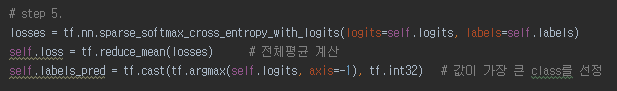 # step 5.
losses = tf.nn.sparse_softmax_cross_entropy_with_logits(logits=self.logits, labels=self.labels)
self.loss = tf.reduce_mean(losses)     # 전체평균 계산
self.labels_pred = tf.cast(tf.argmax(self.logits, axis=-1), tf.int32)   # 값이 가장 큰 class를 선정